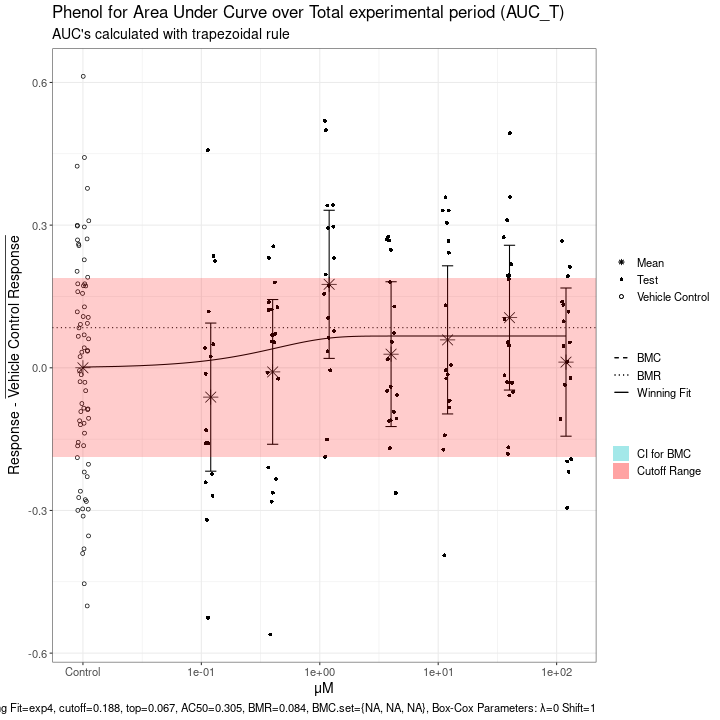 Phenol for Area Under Curve over Total experimental period (AUC_T)
AUC's calculated with trapezoidal rule
Response - Vehicle Control Response
0.6
0.3
0.0
-0.3
-0.6
Control
1e-01
1e+00
1e+01
1e+02
μM
Mean
Test
Vehicle Control
BMC
BMR
Winning Fit
CI for BMC
Cutoff Range
Fit=exp4, cutoff=0.188, top=0.067, AC50=0.305, BMR=0.084, BMC.set={NA, NA, NA}, Box-Cox Parameters: λ=0 Shift=1